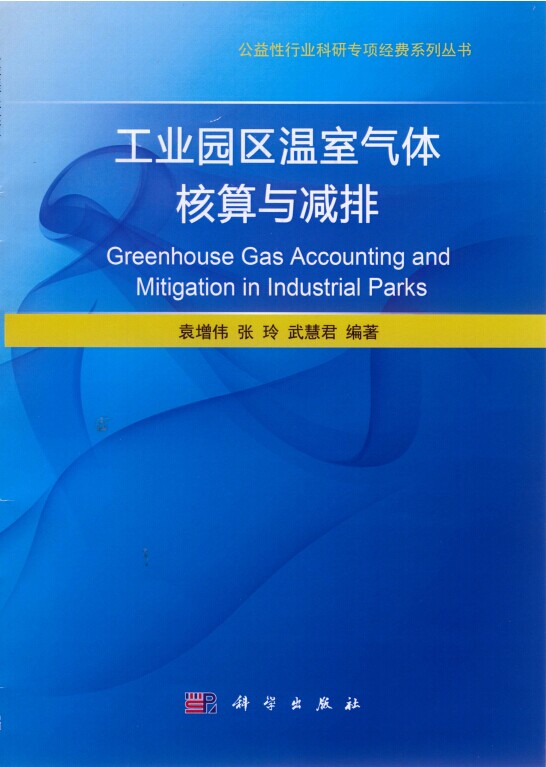 公益性行业科研专项经费系列丛书
工业园区温室气体
核算与减排
Greenhouse Gas Accounting and
Mitigation in Industrial Parks
袁增伟 张 玲 武慧君 编著
科学出版社